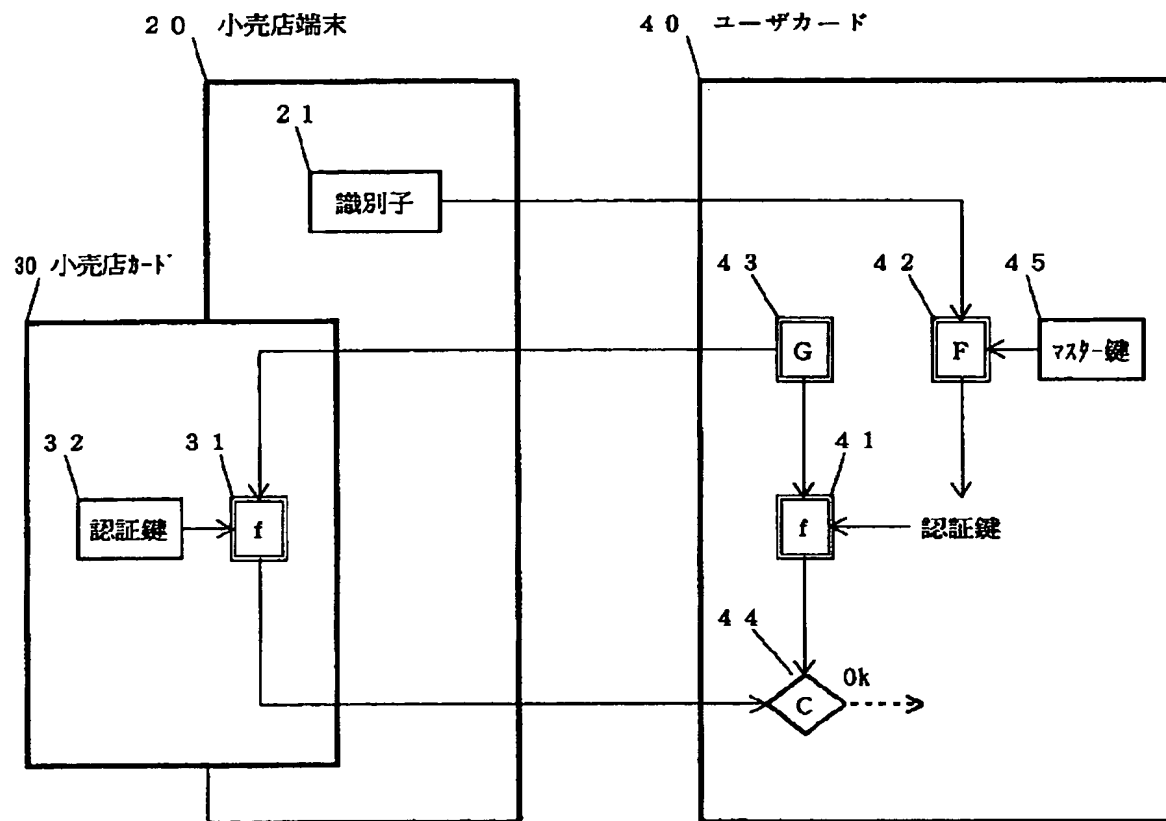 ２０ 小売店端末
４０ ユーザカード
２１
識別子
30 小売店ｶｰﾄﾞ
４３
４２
４５
G
F
ﾏｽﾀｰ鍵
３２
３１
４１
認証鍵
f
f
認証鍵
４４
Ok
C